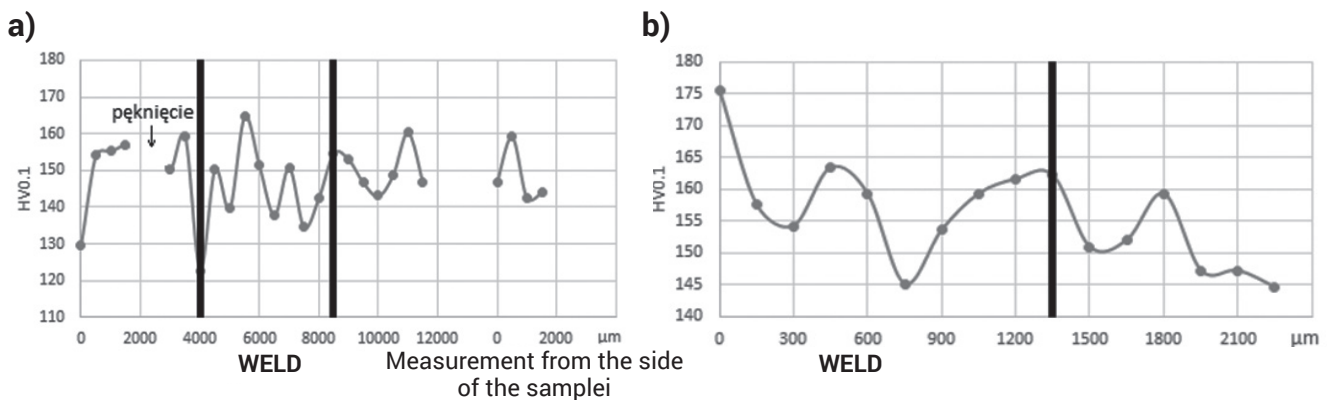 a)
180
170
160
150
140
130
120
110
HV0.1
pęknięcie
0 2000 4000 6000 8000 10000 12000 0 2000 μm
WELD
Measurement from the side
of the samplei
b)
180
175
170
165
160
155
150
145
140
HV0.1
0 300 600 900 1200 1500 1800 2100 μm
WELD